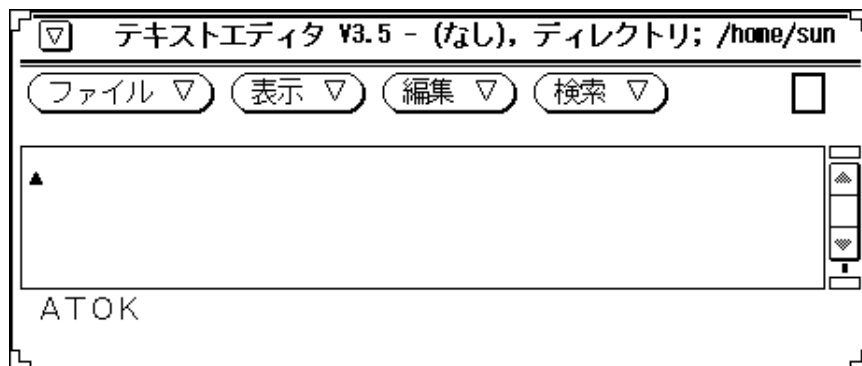 テキストエディタ V3.5 - (なし), ディレクトリ; /home/sun
ファイル 表示 編集 検索
ATOK